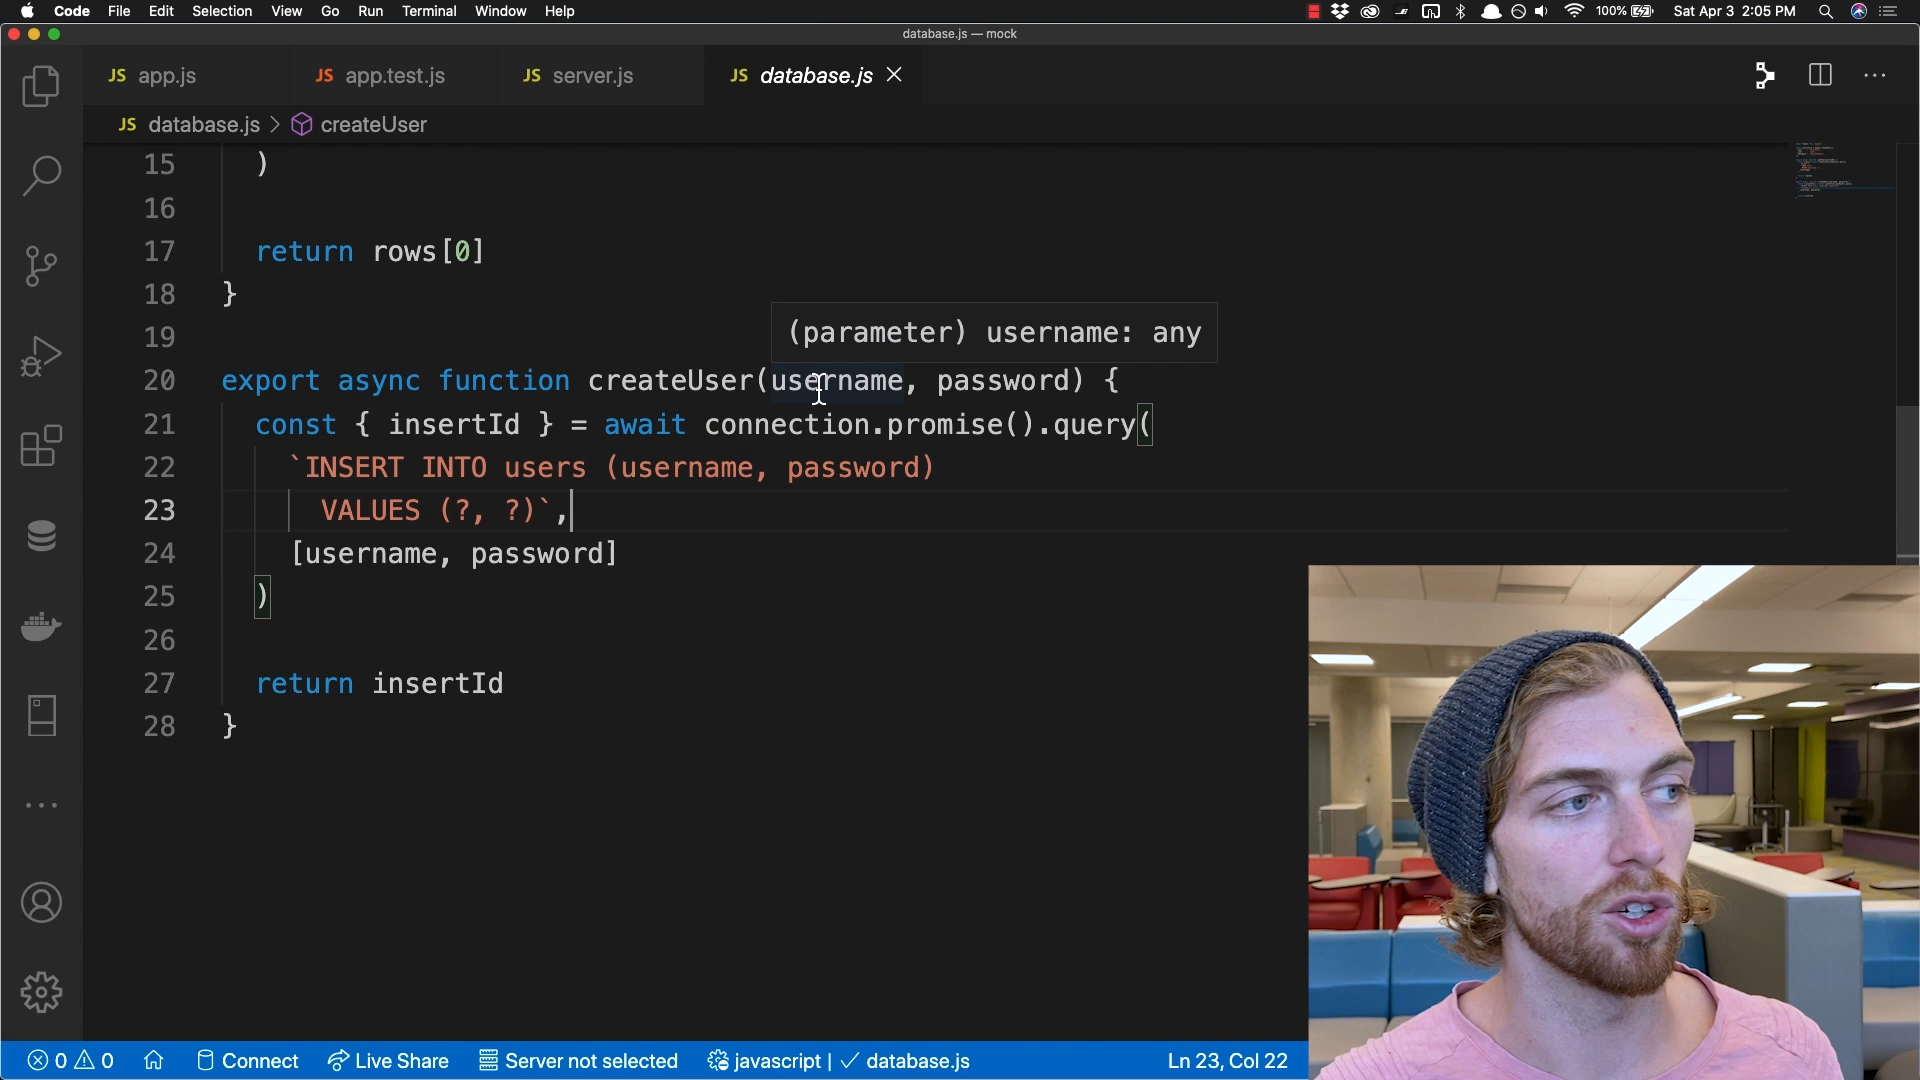 Code File Edit Selection View Go Run Terminal Window Help 100% Sat Apr 3 2:05 PM
database.js — mock
JS app.js JS app.test.js JS server.js JS database.js
JS database.js > createUser
15 )
16
17 return rows[0]
18 }
(parameter) username: any
19
20 export async function createUser(username, password) {
21 const { insertId } = await connection.promise().query(
22 `INSERT INTO users (username, password)
23 VALUES (?, ?)`,
24 [username, password]
25 )
26
27 return insertId
28 }
0 0 Connect Live Share Server not selected javascript | ✓ database.js Ln 23, Col 22